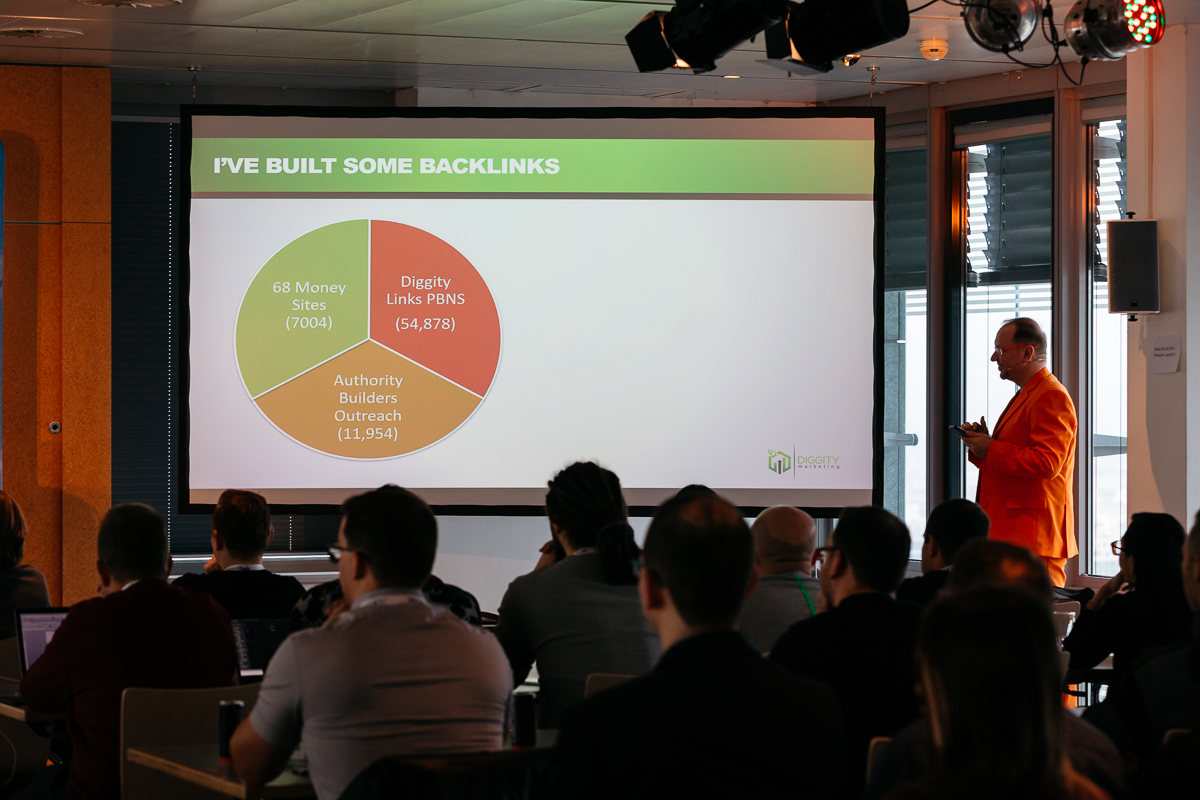 I'VE BUILT SOME BACKLINKS
68 Money
Sites
(7004)
Diggity
Links PBNS
(54,878)
Authority
Builders
Outreach
(11,954)
DIGGITY
marketing